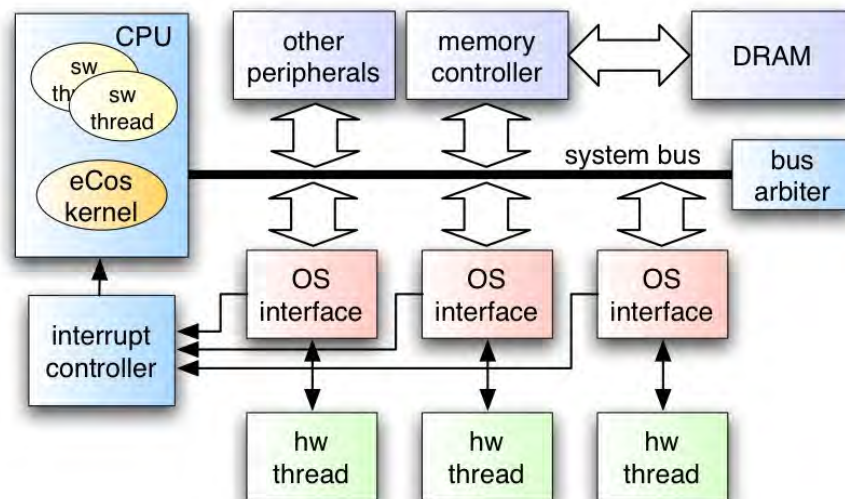 CPU
sw
thread
sw
thread
eCos
kernel
other
peripherals
memory
controller
DRAM
system bus
bus
arbiter
OS
interface
OS
interface
OS
interface
interrupt
controller
hw
thread
hw
thread
hw
thread